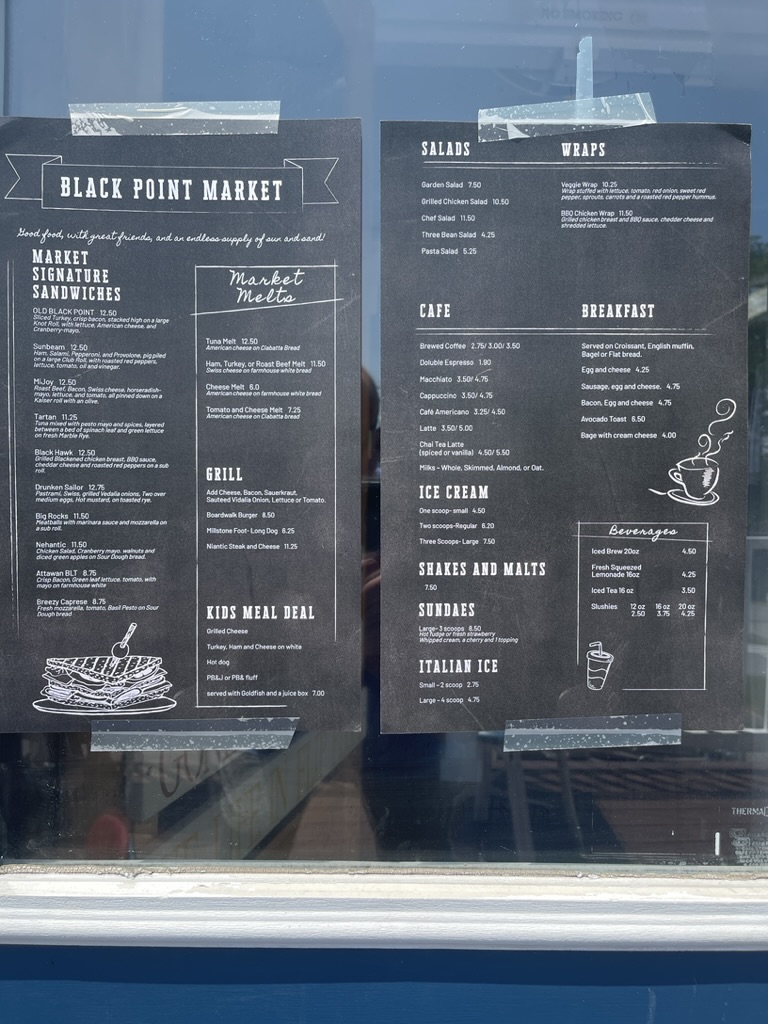 BLACK POINT MARKET
Good food, with great friends, and an endless supply of sun and sand!
MARKET
SIGNATURE
SANDWICHES
OLD BLACK POINT 12.50
Sliced Turkey, crisp bacon, stacked high on a large
Knot Roll, with lettuce, American cheese, and
Cranberry-mayo.
Sunbeam 12.50
Ham, Salami, Pepperoni, and Provolone, pig piled
on a large Club Roll, with roasted red peppers,
lettuce, tomato, oil and vinegar.
MiJoy 12.50
Roast Beef, Bacon, Swiss cheese, horseradish-
mayo, lettuce, and tomato, all pinned down on a
Kaiser roll with an olive.
Tartan 11.25
Tuna mixed with pesto mayo and spices, layered
between a bed of spinach leaf and green lettuce
on fresh Marble Rye.
Black Hawk 12.50
Grilled Blackened chicken breast, BBQ sauce,
cheddar cheese and roasted red peppers on a sub
roll.
Drunken Sailor 12.75
Pastrami, Swiss, grilled Vedalia onions, Two over
medium eggs, Hot mustard, on toasted rye.
Big Rocks 11.50
Meatballs with marinara sauce and mozzarella on
a sub roll.
Nehantic 11.50
Chicken Salad, Cranberry mayo, walnuts and
diced green apples on Sour Dough bread.
Attawan BLT 8.75
Crisp Bacon, Green leaf lettuce, tomato, with
mayo on farmhouse white
Breezy Caprese 8.75
Fresh mozzarella, tomato, Basil Pesto on Sour
Dough bread
Market
Melts
Tuna Melt 12.50
American cheese on Ciabatta Bread
Ham, Turkey, or Roast Beef Melt 11.50
Swiss cheese on farmhouse white bread
Cheese Melt 6.0
American cheese on farmhouse white bread
Tomato and Cheese Melt 7.25
American cheese on Ciabatta bread
GRILL
Add Cheese, Bacon, Sauerkraut,
Sauteed Vidalia Onion, Lettuce or Tomato.
Boardwalk Burger 8.50
Millstone Foot- Long Dog 6.25
Niantic Steak and Cheese 11.25
KIDS MEAL DEAL
Grilled Cheese
Turkey, Ham and Cheese on white
Hot dog
PB&J or PB& fluff
served with Goldfish and a juice box 7.00
SALADS
Garden Salad 7.50
Grilled Chicken Salad 10.50
Chef Salad 11.50
Three Bean Salad 4.25
Pasta Salad 5.25
WRAPS
Veggie Wrap 10.25
Wrap stuffed with lettuce, tomato, red onion, sweet red
pepper, sprouts, carrots and a roasted red pepper hummus.
BBQ Chicken Wrap 11.50
Grilled chicken breast and BBQ sauce, chedder cheese and
shredded lettuce.
CAFE
Brewed Coffee 2.75/ 3.00/ 3.50
Doluble Espresso 1.90
Macchiato 3.50/ 4.75
Cappuccino 3.50/ 4.75
Café Americano 3.25/ 4.50
Latte 3.50/ 5.00
Chai Tea Latte
(spiced or vanilla) 4.50/ 5.50
Milks – Whole, Skimmed, Almond, or Oat.
BREAKFAST
Served on Croissant, English muffin,
Bagel or Flat bread.
Egg and cheese 4.25
Sausage, egg and cheese. 4.75
Bacon, Egg and cheese 4.75
Avocado Toast 6.50
Bage with cream cheese 4.00
ICE CREAM
One scoop- small 4.50
Two scoops-Regular 6.20
Three Scoops- Large 7.50
SHAKES AND MALTS
7.50
SUNDAES
Large- 3 scoops 8.50
Hot fudge or fresh strawberry
Whipped cream, a cherry and 1 topping
ITALIAN ICE
Small –2 scoop 2.75
Large –4 scoop 4.75
Beverages
Iced Brew 20oz 4.50
Fresh Squeezed
Lemonade 16oz 4.25
Iced Tea 16 oz 3.50
Slushies 12 oz 16 oz 20 oz
2.50 3.75 4.25